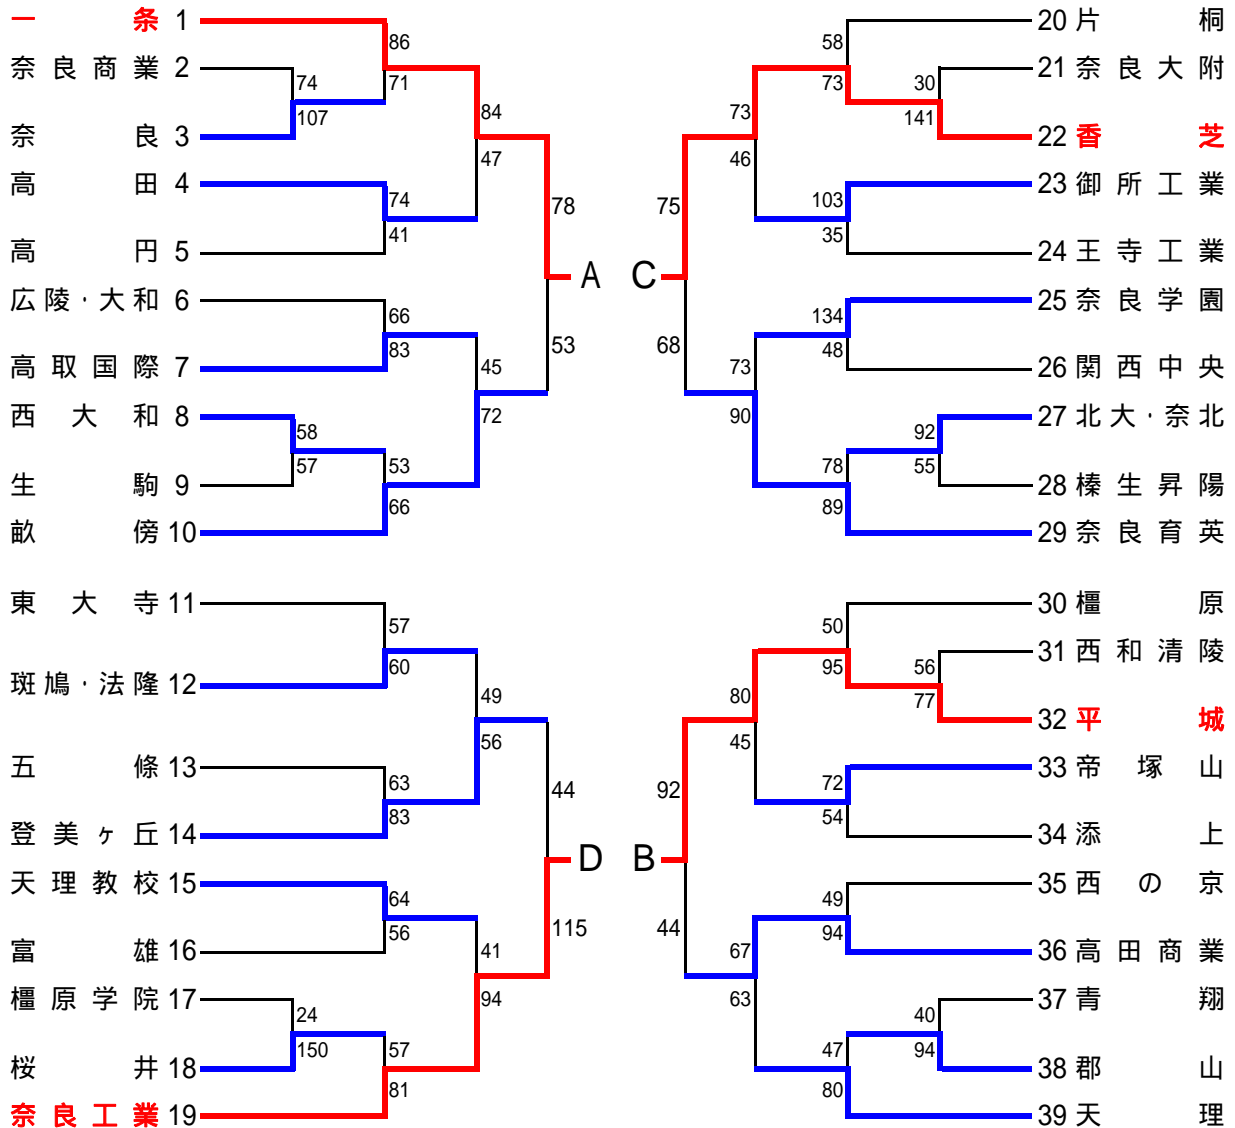 一条 1
86
奈良商業 2
74
71
107
84
奈良 3
47
高田 4
74
78
41
高円 5
A
広陵・大和 6
66
53
83
高取国際 7
45
西大和 8
72
58
57
53
生駒 9
66
畝傍 10
東大寺 11
57
60
斑鳩・法隆 12
49
56
五條 13
63
44
83
登美ヶ丘 14
D
天理教校 15
64
56
115
富雄 16
41
橿原学院 17
94
24
150
57
桜井 18
81
奈良工業 19
20 片桐
58
21 奈良大附
73
30
141
73
22 香芝
46
23 御所工業
103
75
35
24 王寺工業
C
25 奈良学園
134
68
48
26 関西中央
73
27 北大・奈北
90
92
55
78
28 榛生昇陽
89
29 奈良育英
30 橿原
50
31 西和清陵
95
56
77
80
32 平城
45
33 帝塚山
72
92
54
34 添上
B
35 西の京
49
44
94
36 高田商業
67
37 青翔
63
40
94
47
38 郡山
80
39 天理